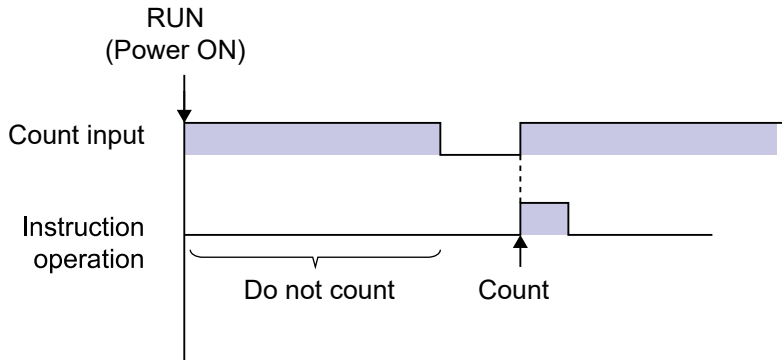 RUN
(Power ON)
Count input
Instruction
operation
Do not count
Count